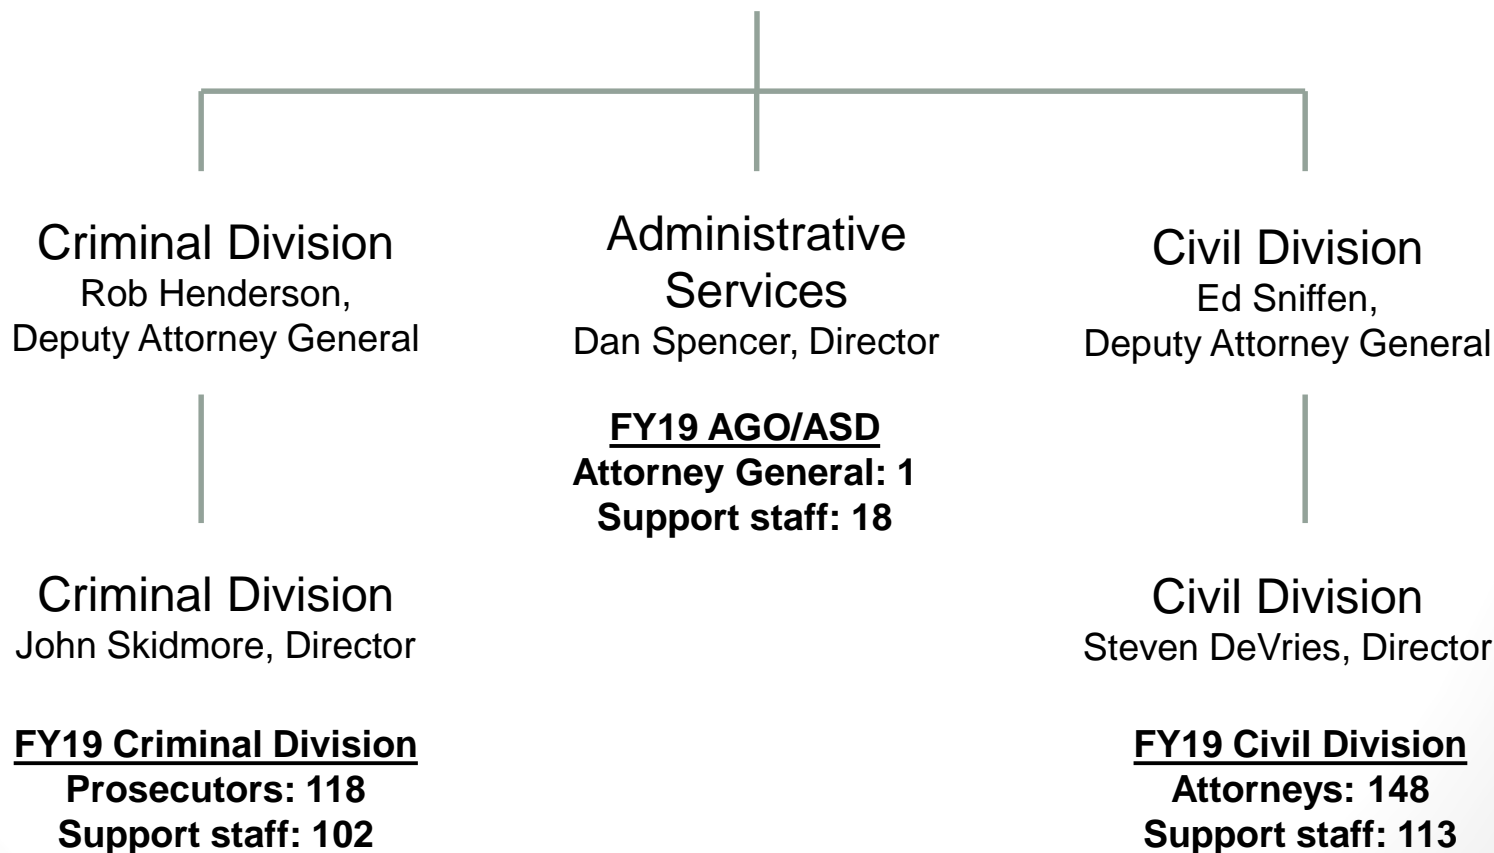 Criminal Division
Rob Henderson,
Deputy Attorney General
Administrative
Services
Dan Spencer, Director
FY19 AGO/ASD
Attorney General: 1
Support staff: 18
Civil Division
Ed Sniffen,
Deputy Attorney General
Criminal Division
John Skidmore, Director
FY19 Criminal Division
Prosecutors: 118
Support staff: 102
Civil Division
Steven DeVries, Director
FY19 Civil Division
Attorneys: 148
Support staff: 113